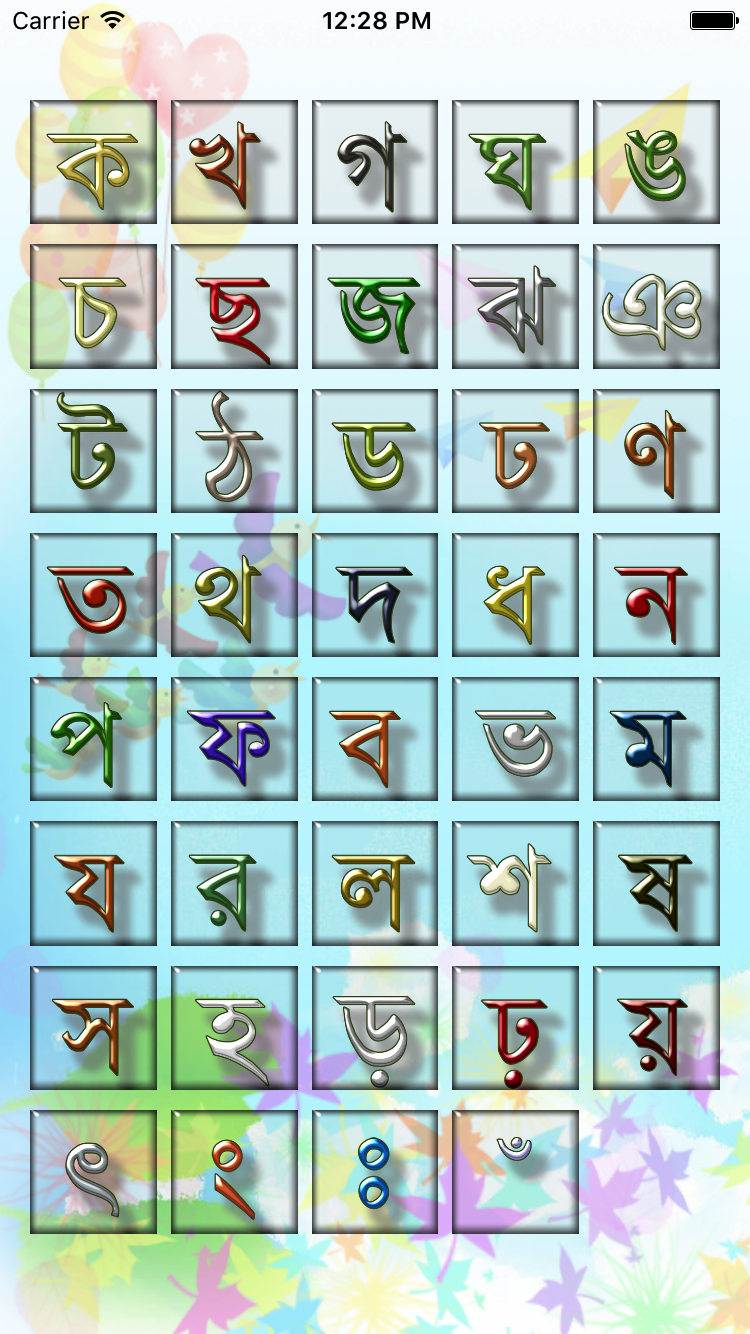 Carrier 12:28 PM
ক খ গ ঘ ঙ
চ ছ জ ঝ ঞ
ট ঠ ড ঢ ণ
ত থ দ ধ ন
প ফ ব ভ ম
য র ল শ ষ
স হ ড় ঢ় য়
ৎ ং ঃ ঁ